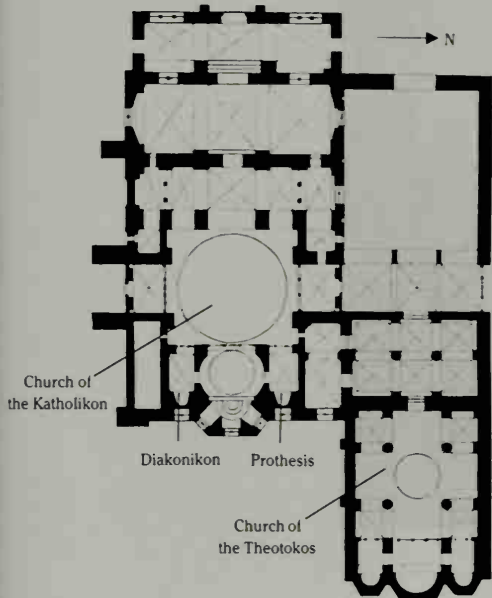 N
Church of
the Katholikon
Diakonikon
Prothesis
Church of
the Theotokos